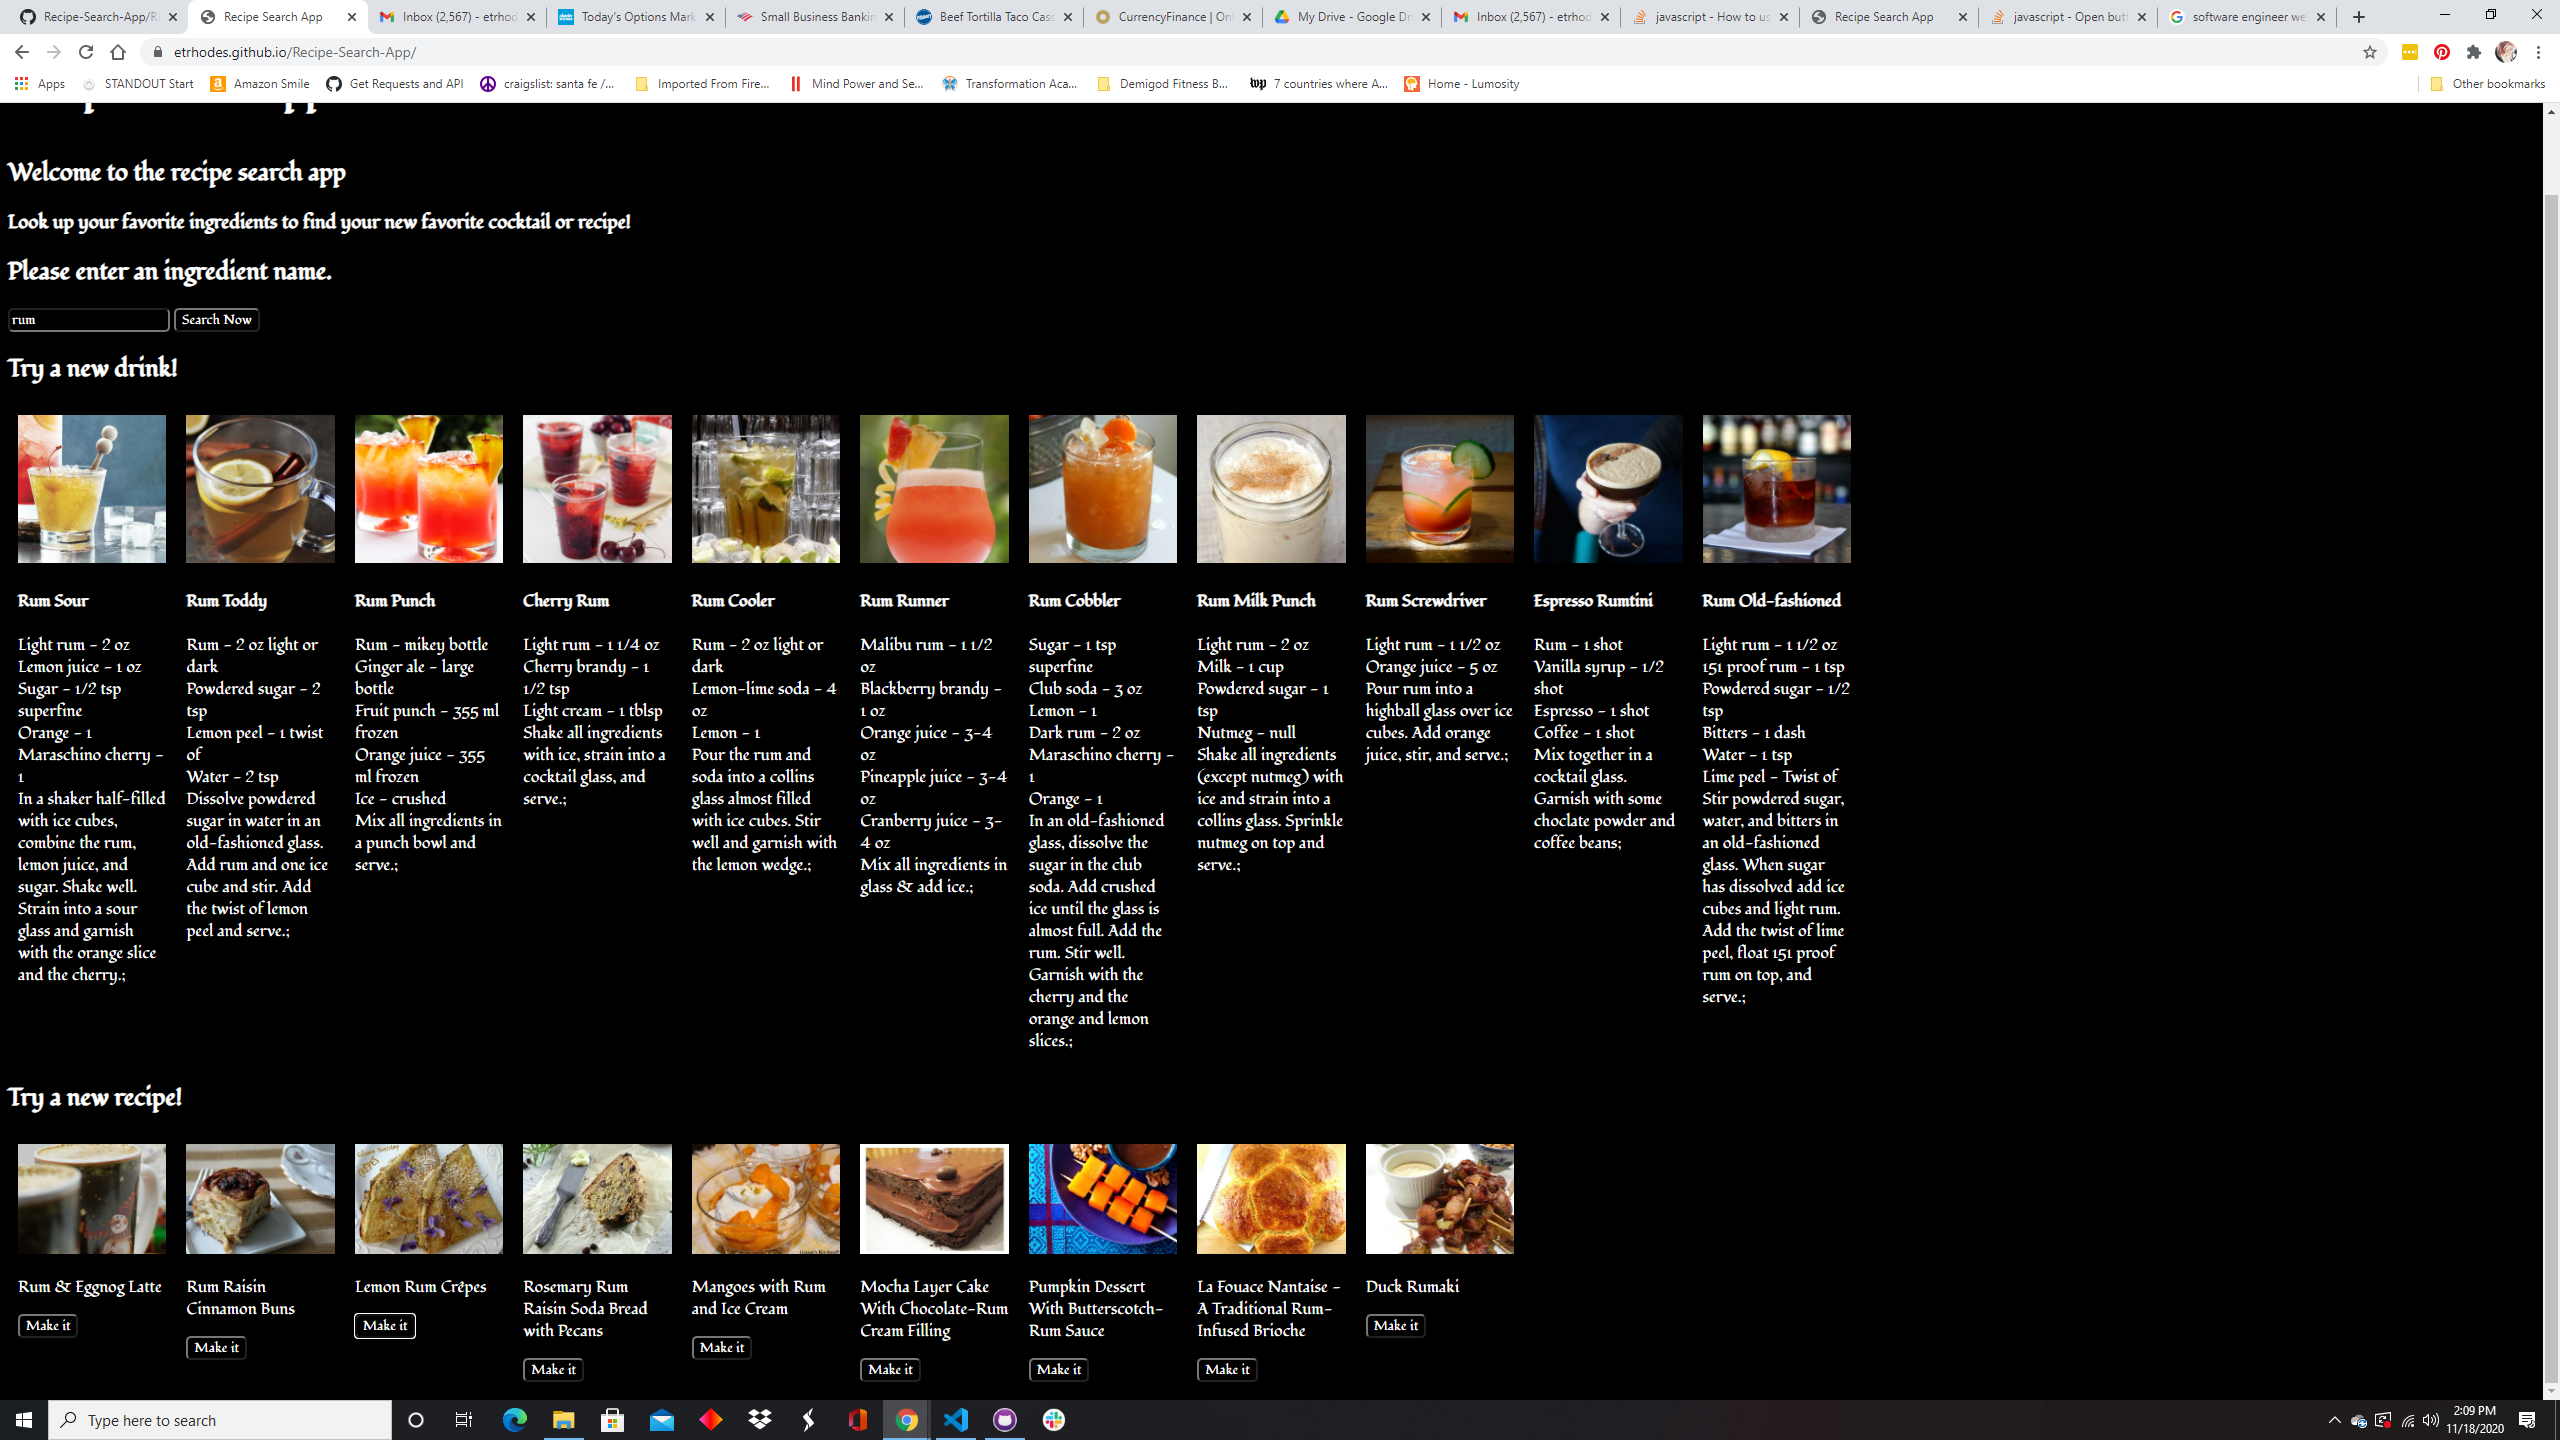 Recipe-Search-App/R
Recipe Search App
Inbox (2,567) - etrhod
Today's Options Mark
Small Business Bankin
Beef Tortilla Taco Cass
CurrencyFinance | Onl
My Drive - Google Dr
Inbox (2,567) - etrhod
javascript - How to us
Recipe Search App
javascript - Open butt
software engineer we
etrhodes.github.io/Recipe-Search-App/
Apps
STANDOUT Start
Amazon Smile
Get Requests and API
craigslist: santa fe /...
Imported From Fire...
Mind Power and Se...
Transformation Aca...
Demigod Fitness B...
7 countries where A...
Home - Lumosity
Other bookmarks
Welcome to the recipe search app
Look up your favorite ingredients to find your new favorite cocktail or recipe!
Please enter an ingredient name.
rum
Search Now
Try a new drink!
Rum Sour
Light rum - 2 oz
Lemon juice - 1 oz
Sugar - 1/2 tsp
superfine
Orange - 1
Maraschino cherry -
1
In a shaker half-filled
with ice cubes,
combine the rum,
lemon juice, and
sugar. Shake well.
Strain into a sour
glass and garnish
with the orange slice
and the cherry.;
Rum Toddy
Rum - 2 oz light or
dark
Powdered sugar - 2
tsp
Lemon peel - 1 twist
of
Water - 2 tsp
Dissolve powdered
sugar in water in an
old-fashioned glass.
Add rum and one ice
cube and stir. Add
the twist of lemon
peel and serve.;
Rum Punch
Rum - mikey bottle
Ginger ale - large
bottle
Fruit punch - 355 ml
frozen
Orange juice - 355
ml frozen
Ice - crushed
Mix all ingredients in
a punch bowl and
serve.;
Cherry Rum
Light rum - 1 1/4 oz
Cherry brandy - 1
1/2 tsp
Light cream - 1 tblsp
Shake all ingredients
with ice, strain into a
cocktail glass, and
serve.;
Rum Cooler
Rum - 2 oz light or
dark
Lemon-lime soda - 4
oz
Lemon - 1
Pour the rum and
soda into a collins
glass almost filled
with ice cubes. Stir
well and garnish with
the lemon wedge.;
Rum Runner
Malibu rum - 1 1/2
oz
Blackberry brandy -
1 oz
Orange juice - 3-4
oz
Pineapple juice - 3-4
oz
Cranberry juice - 3-
4 oz
Mix all ingredients in
glass & add ice.;
Rum Cobbler
Sugar - 1 tsp
superfine
Club soda - 3 oz
Lemon - 1
Dark rum - 2 oz
Maraschino cherry -
1
Orange - 1
In an old-fashioned
glass, dissolve the
sugar in the club
soda. Add crushed
ice until the glass is
almost full. Add the
rum. Stir well.
Garnish with the
cherry and the
orange and lemon
slices.;
Rum Milk Punch
Light rum - 2 oz
Milk - 1 cup
Powdered sugar - 1
tsp
Nutmeg - null
Shake all ingredients
(except nutmeg) with
ice and strain into a
collins glass. Sprinkle
nutmeg on top and
serve.;
Rum Screwdriver
Light rum - 1 1/2 oz
Orange juice - 5 oz
Pour rum into a
highball glass over ice
cubes. Add orange
juice, stir, and serve.;
Espresso Rumtini
Rum - 1 shot
Vanilla syrup - 1/2
shot
Espresso - 1 shot
Coffee - 1 shot
Mix together in a
cocktail glass.
Garnish with some
choclate powder and
coffee beans;
Rum Old-fashioned
Light rum - 1 1/2 oz
151 proof rum - 1 tsp
Powdered sugar - 1/2
tsp
Bitters - 1 dash
Water - 1 tsp
Lime peel - Twist of
Stir powdered sugar,
water, and bitters in
an old-fashioned
glass. When sugar
has dissolved add ice
cubes and light rum.
Add the twist of lime
peel, float 151 proof
rum on top, and
serve.;
Try a new recipe!
Rum & Eggnog Latte
Make it
Rum Raisin
Cinnamon Buns
Make it
Lemon Rum Crêpes
Make it
Rosemary Rum
Raisin Soda Bread
with Pecans
Make it
Mangoes with Rum
and Ice Cream
Make it
Mocha Layer Cake
With Chocolate-Rum
Cream Filling
Make it
Pumpkin Dessert
With Butterscotch-
Rum Sauce
Make it
La Fouace Nantaise -
A Traditional Rum-
Infused Brioche
Make it
Duck Rumaki
Make it
Type here to search
2:09 PM
11/18/2020